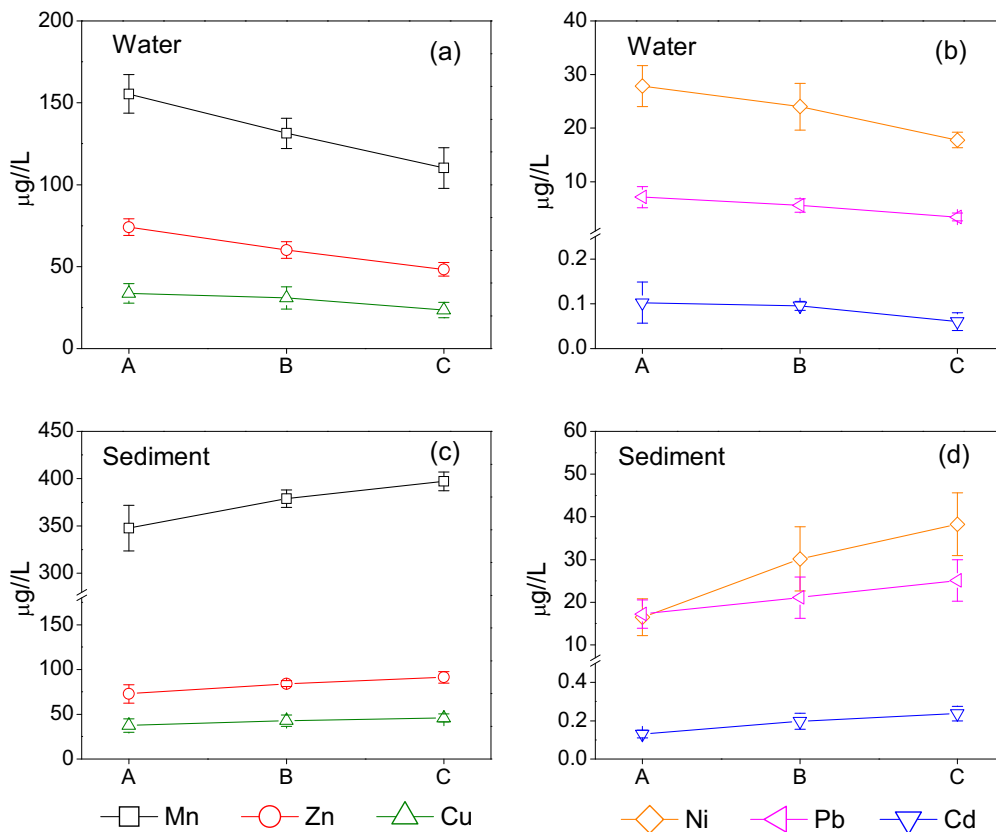 Water (a)
200
150
100
50
0
µg//L
A B C
Water (b)
40
30
20
10
0.2
0.1
0.0
µg//L
A B C
Sediment (c)
450
400
350
300
150
100
50
0
µg//L
A B C
Sediment (d)
60
50
40
30
20
10
0.4
0.2
0.0
µg//L
A B C
Mn Zn Cu Ni Pb Cd